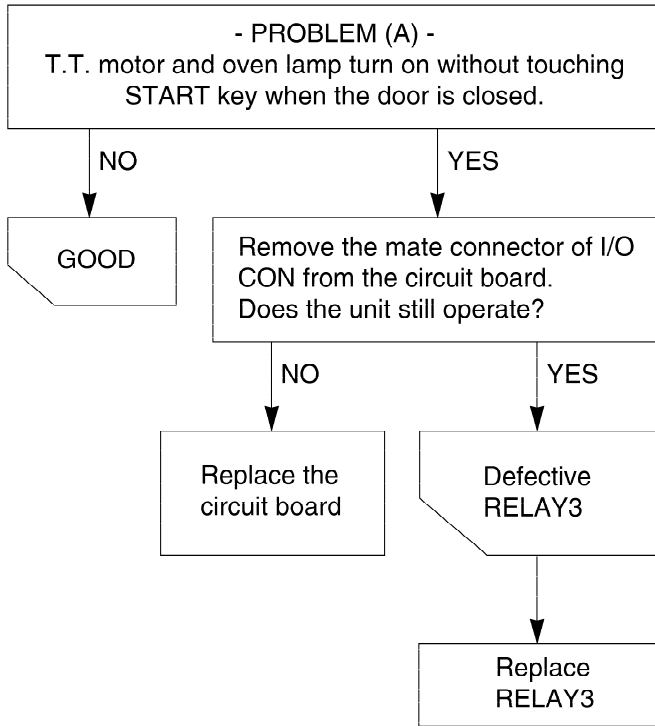 - PROBLEM (A) -
T.T. motor and oven lamp turn on without touching
START key when the door is closed.
NO
YES
GOOD
Remove the mate connector of I/O
CON from the circuit board.
Does the unit still operate?
NO
YES
Replace the
circuit board
Defective
RELAY3
Replace
RELAY3